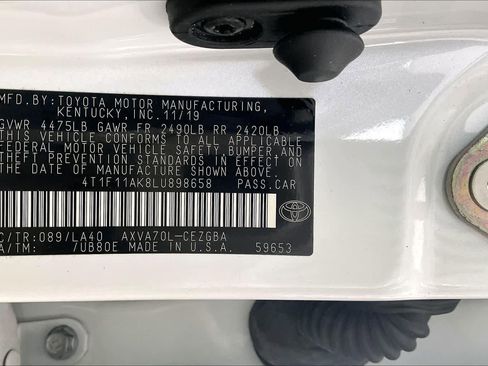 MFD. BY: TOYOTA MOTOR MANUFACTURING,
KENTUCKY, INC. 11/19
GVWR 4475LB GAWR FR 2490LB RR 2420LB
THIS VEHICLE CONFORMS TO ALL APPLICABLE
FEDERAL MOTOR VEHICLE SAFETY, BUMPER, AND
THEFT PREVENTION STANDARDS IN EFFECT ON
THE DATE OF MANUFACTURE SHOWN ABOVE.
4T1F11AK8LU898658 PASS.CAR
C/TR:089/LA40 AXVA70L-CEZGBA
A/TM: /UB80E MADE IN U.S.A. 59653